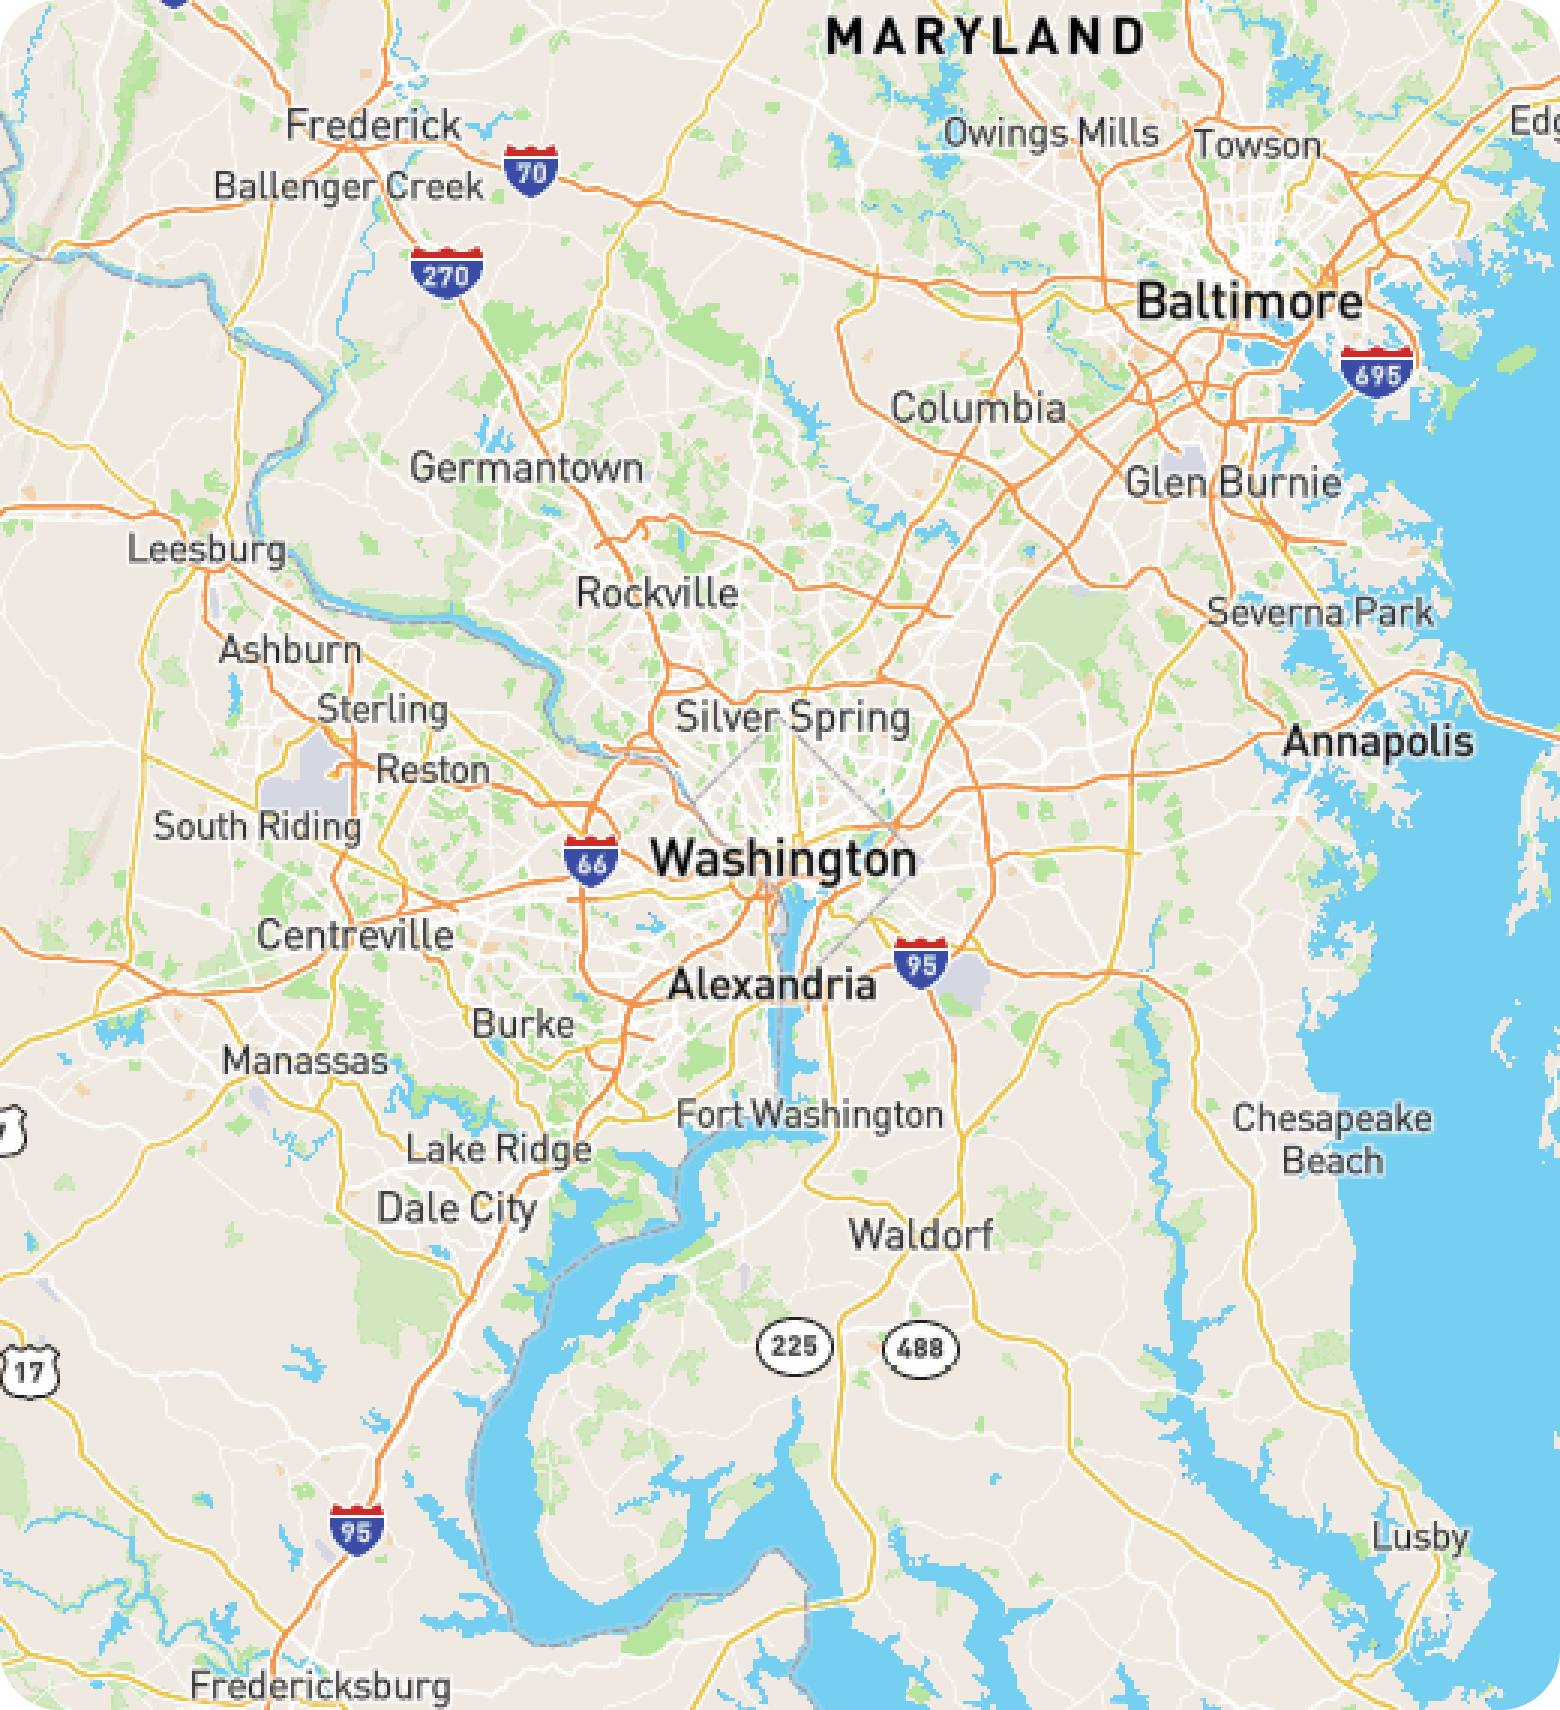 MARYLAND
Frederick
Owings Mills
Towson
70
Ballenger Creek
270
Baltimore
695
Columbia
Germantown
Glen Burnie
Leesburg
Rockville
Severna Park
Ashburn
Sterling
Silver Spring
Annapolis
Reston
South Riding
66
Washington
Centreville
95
Alexandria
Burke
Manassas
Fort Washington
Chesapeake
Beach
Lake Ridge
Dale City
Waldorf
225
488
17
95
Lusby
Fredericksburg